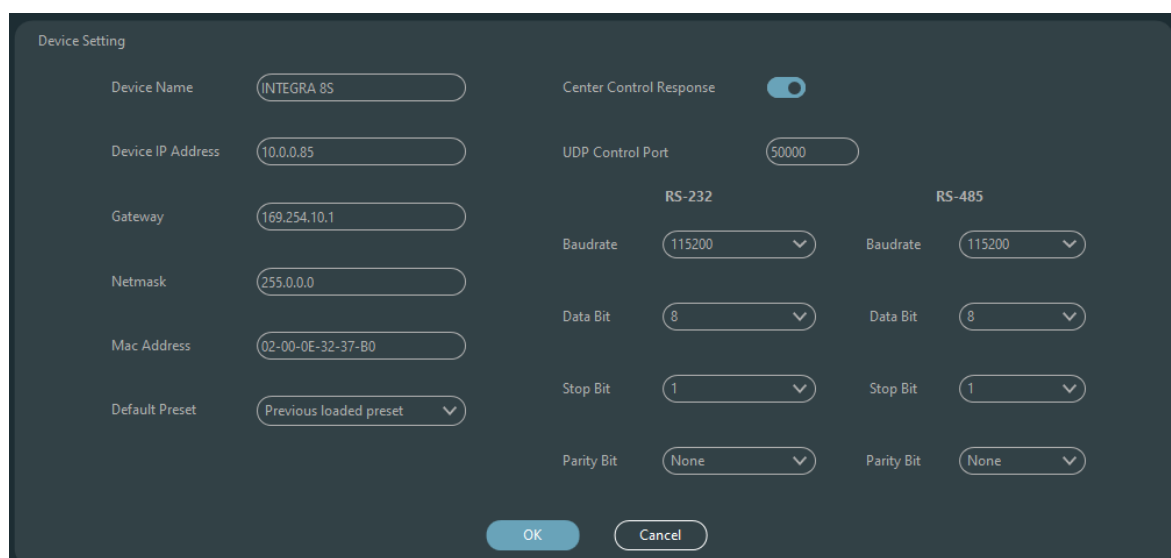 Device Setting
Device Name INTEGRA 8S
Device IP Address 10.0.0.85
Gateway 169.254.10.1
Netmask 255.0.0.0
Mac Address 02-00-0E-32-37-B0
Default Preset Previous loaded preset
Center Control Response
UDP Control Port 50000
RS-232 RS-485
Baudrate 115200 Baudrate 115200
Data Bit 8 Data Bit 8
Stop Bit 1 Stop Bit 1
Parity Bit None Parity Bit None
OK Cancel